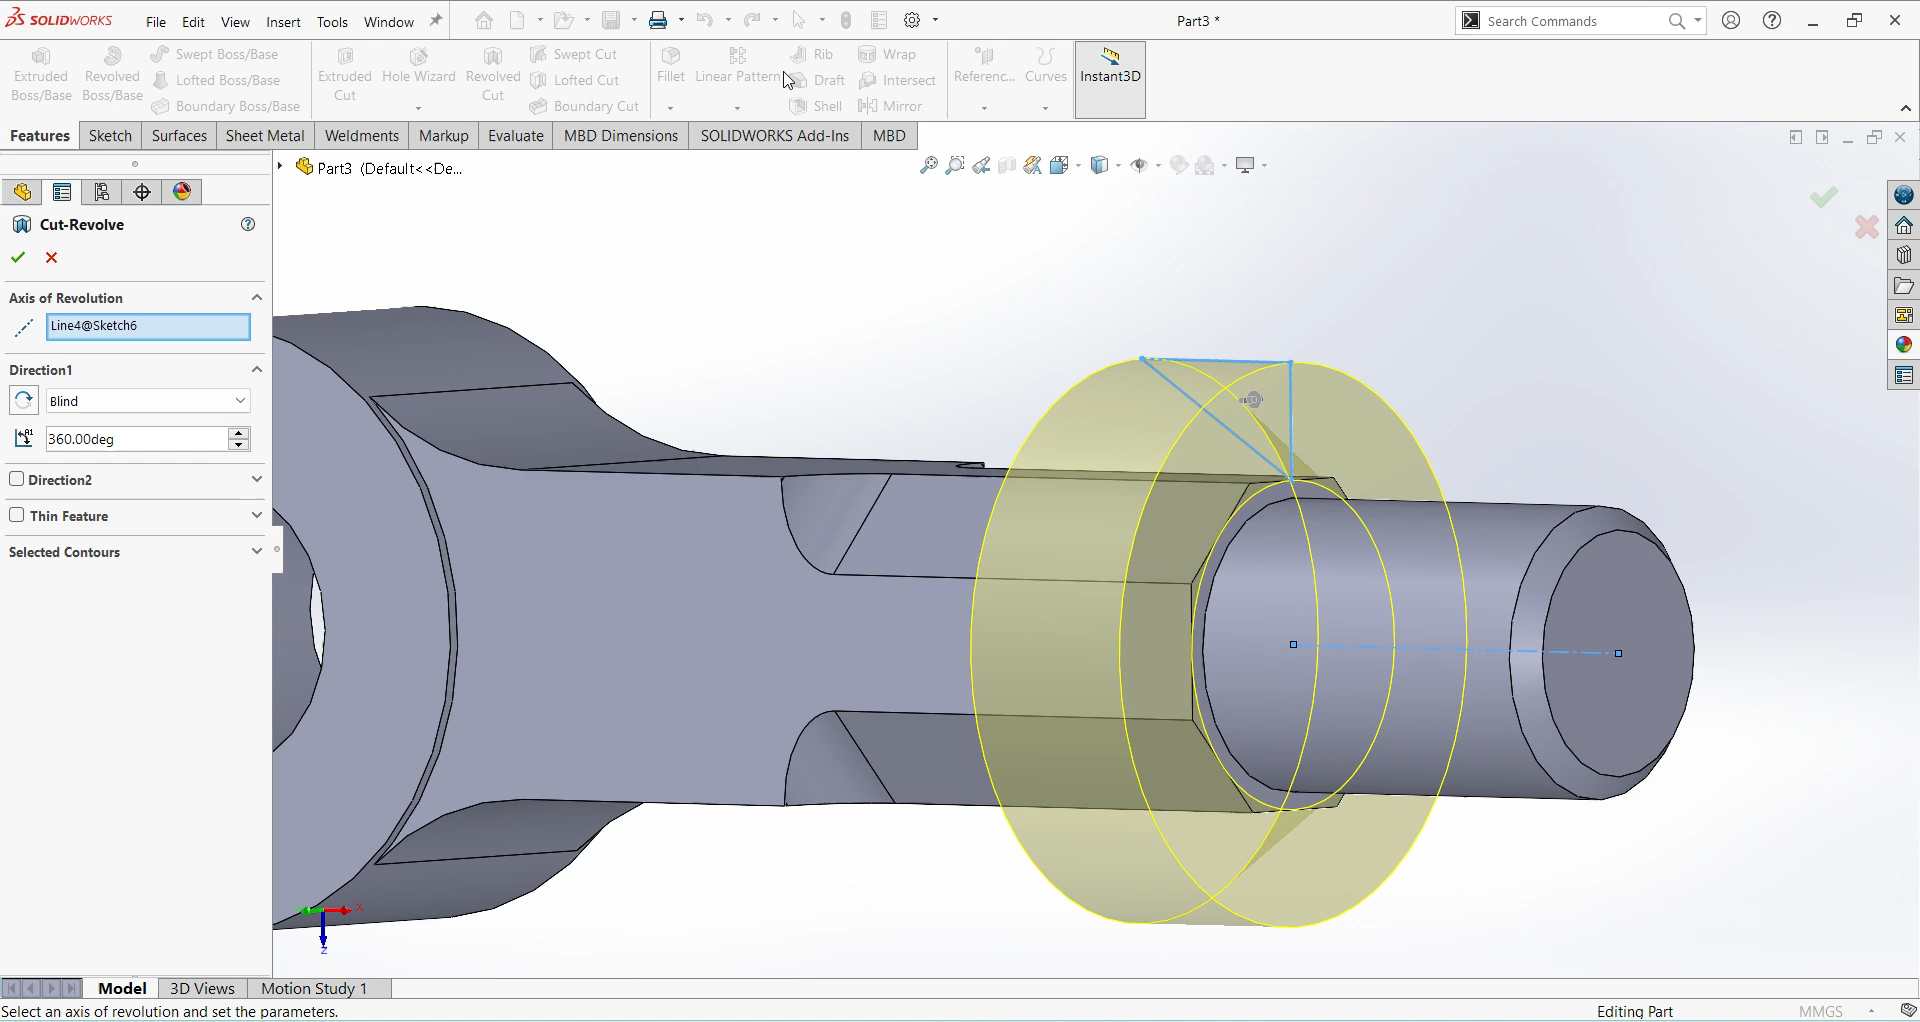 SOLIDWORKS File Edit View Insert Tools Window Part3 * Search Commands
Extruded Boss/Base
Revolved Boss/Base
Swept Boss/Base
Lofted Boss/Base
Boundary Boss/Base
Extruded Cut
Hole Wizard
Revolved Cut
Swept Cut
Lofted Cut
Boundary Cut
Fillet
Linear Pattern
Rib
Draft
Shell
Wrap
Intersect
Mirror
Referenc...
Curves
Instant3D
Features Sketch Surfaces Sheet Metal Weldments Markup Evaluate MBD Dimensions SOLIDWORKS Add-Ins MBD
Part3 (Default<<De...
Cut-Revolve
Axis of Revolution
Line4@Sketch6
Direction1
Blind
360.00deg
Direction2
Thin Feature
Selected Contours
x
z
Model 3D Views Motion Study 1
Select an axis of revolution and set the parameters. Editing Part MMGS